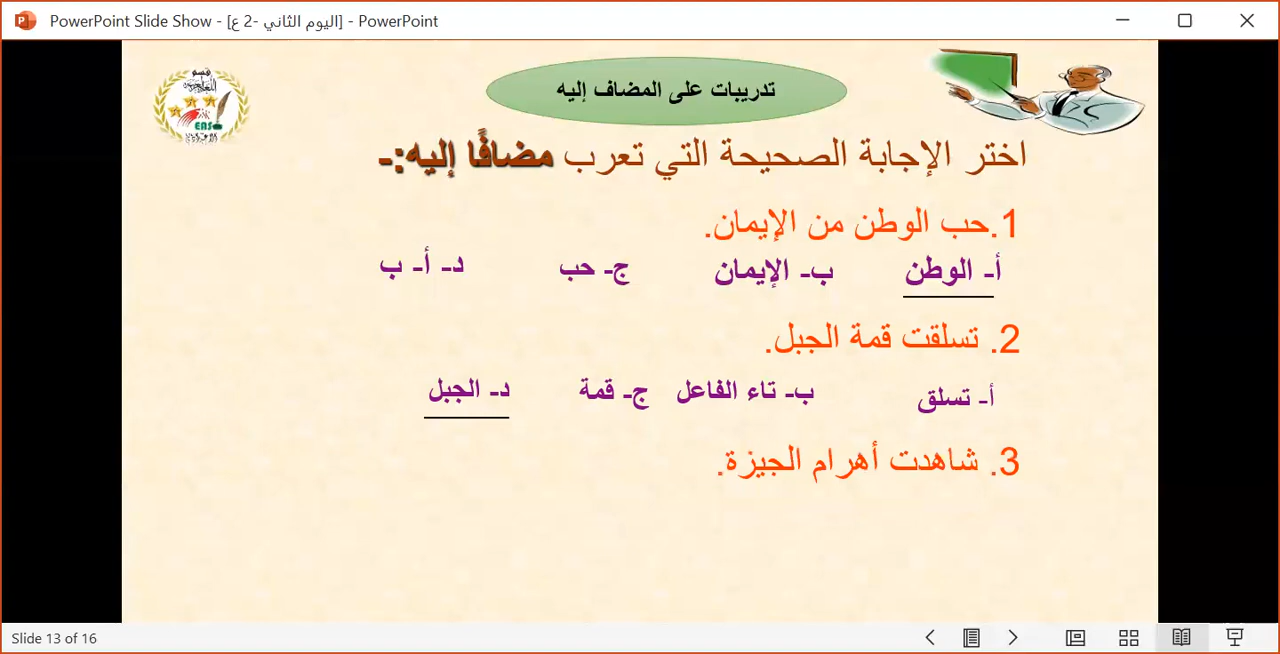 PowerPoint Slide Show - [اليوم الثاني -2 ع] - PowerPoint
تدريبات على المضاف إليه
اختر الإجابة الصحيحة التي تعرب مضافًا إليه:-
1.حب الوطن من الإيمان.
أ- الوطن ب- الإيمان ج- حب د- أ- ب
2. تسلقت قمة الجبل.
أ- تسلق ب- تاء الفاعل ج- قمة د- الجبل
3. شاهدت أهرام الجيزة.
Slide 13 of 16